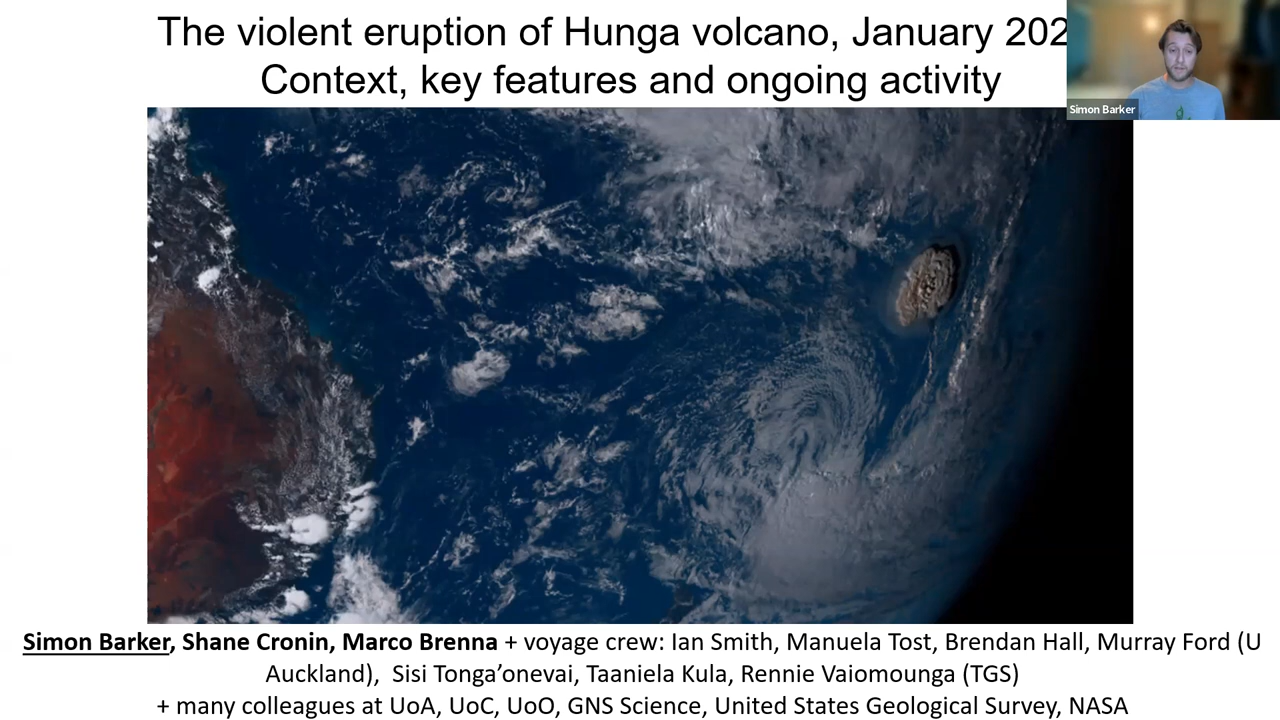 The violent eruption of Hunga volcano, January 202
Context, key features and ongoing activity
Simon Barker
Simon Barker, Shane Cronin, Marco Brenna + voyage crew: Ian Smith, Manuela Tost, Brendan Hall, Murray Ford (U
Auckland), Sisi Tonga’onevai, Taaniela Kula, Rennie Vaiomounga (TGS)
+ many colleagues at UoA, UoC, UoO, GNS Science, United States Geological Survey, NASA